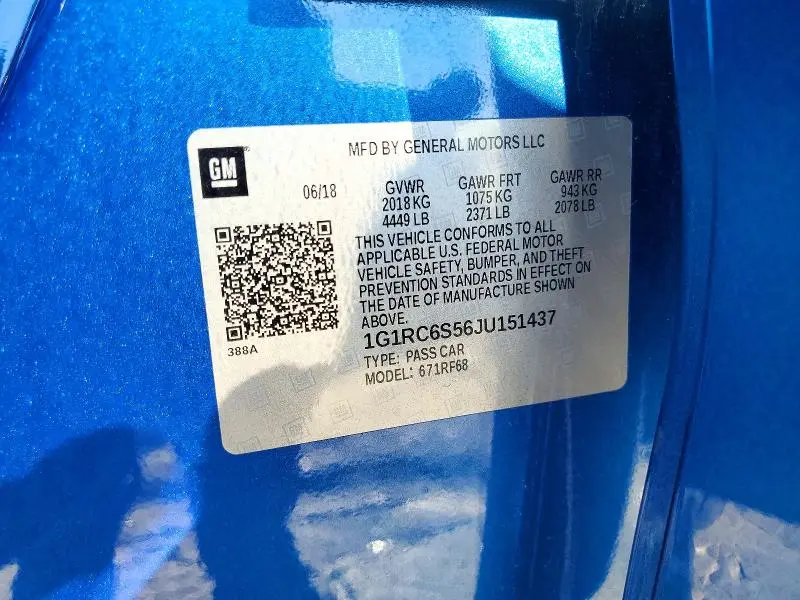 MFD BY GENERAL MOTORS LLC
GM
06/18
GVWR
2018 KG
4449 LB
GAWR FRT
1075 KG
2371 LB
GAWR RR
943 KG
2078 LB
THIS VEHICLE CONFORMS TO ALL
APPLICABLE U.S. FEDERAL MOTOR
VEHICLE SAFETY, BUMPER, AND THEFT
PREVENTION STANDARDS IN EFFECT ON
THE DATE OF MANUFACTURE SHOWN
ABOVE.
1G1RC6S56JU151437
388A
TYPE: PASS CAR
MODEL: 671RF68